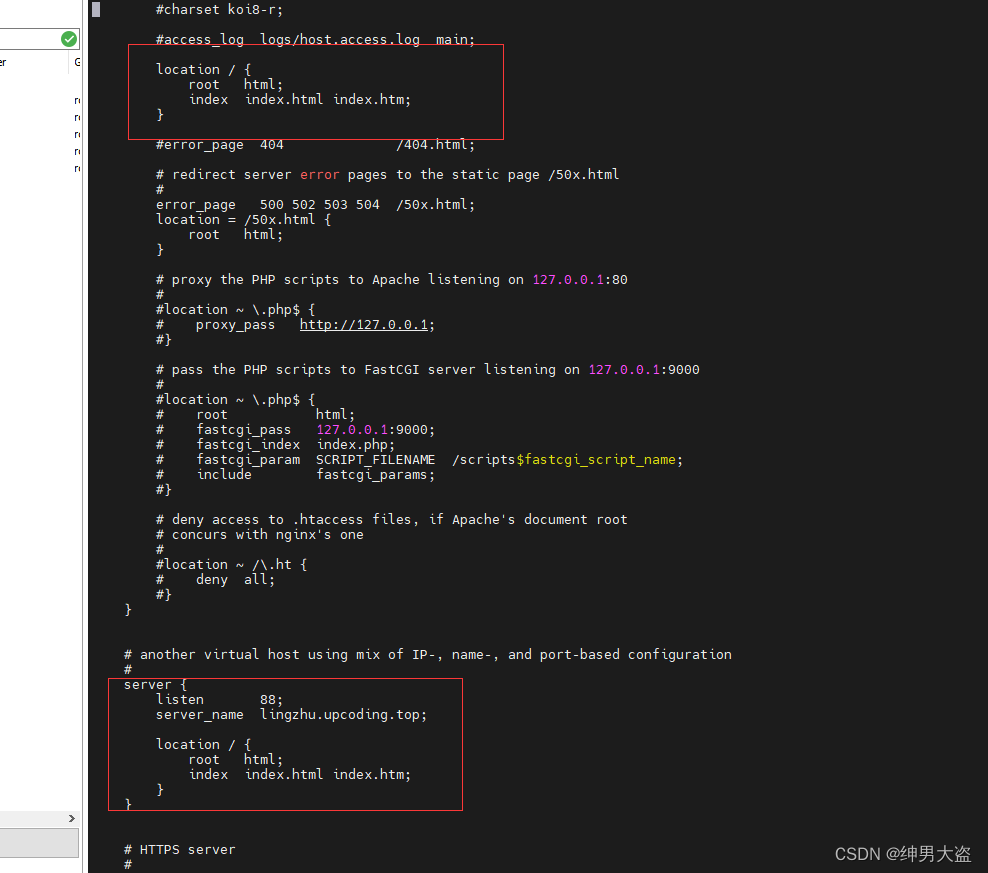 #charset koi8-r;
#access_log  logs/host.access.log  main;
location / {
    root   html;
    index  index.html index.htm;
}
#error_page  404              /404.html;
# redirect server error pages to the static page /50x.html
#
error_page   500 502 503 504  /50x.html;
location = /50x.html {
    root   html;
}
# proxy the PHP scripts to Apache listening on 127.0.0.1:80
#
#location ~ \.php$ {
#    proxy_pass   http://127.0.0.1;
#}
# pass the PHP scripts to FastCGI server listening on 127.0.0.1:9000
#
#location ~ \.php$ {
#    root           html;
#    fastcgi_pass   127.0.0.1:9000;
#    fastcgi_index  index.php;
#    fastcgi_param  SCRIPT_FILENAME  /scripts$fastcgi_script_name;
#    include        fastcgi_params;
#}
# deny access to .htaccess files, if Apache's document root
# concurs with nginx's one
#
#location ~ /\.ht {
#    deny  all;
#}
}
# another virtual host using mix of IP-, name-, and port-based configuration
#
server {
    listen       88;
    server_name  lingzhu.upcoding.top;
    location / {
        root   html;
        index  index.html index.htm;
    }
}
# HTTPS server
#
CSDN @绅男大盗